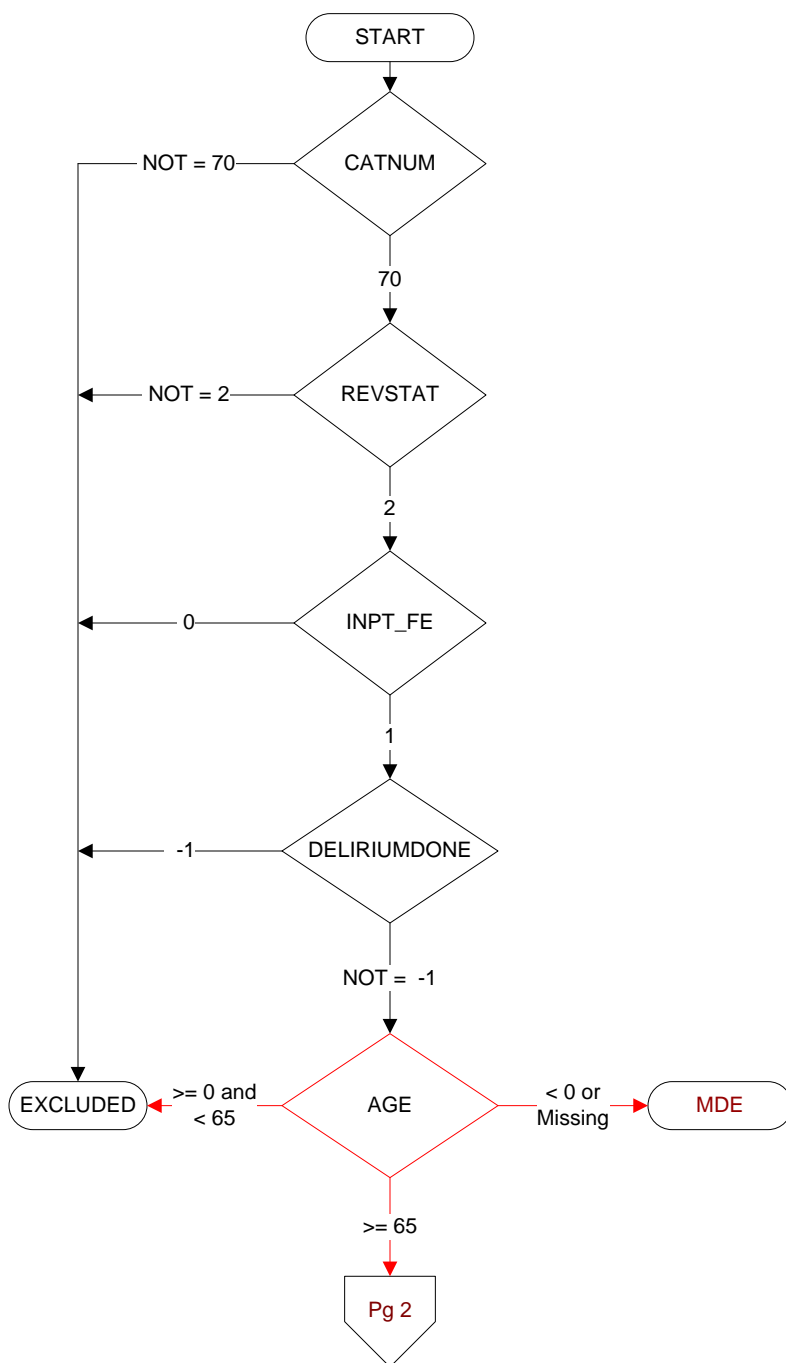 START
CATNUM
NOT = 70
70
REVSTAT
NOT = 2
2
INPT_FE
0
1
DELIRIUMDONE
-1
NOT = -1
EXCLUDED
>= 0 and
< 65
AGE
< 0 or
Missing
MDE
>= 65
Pg 2